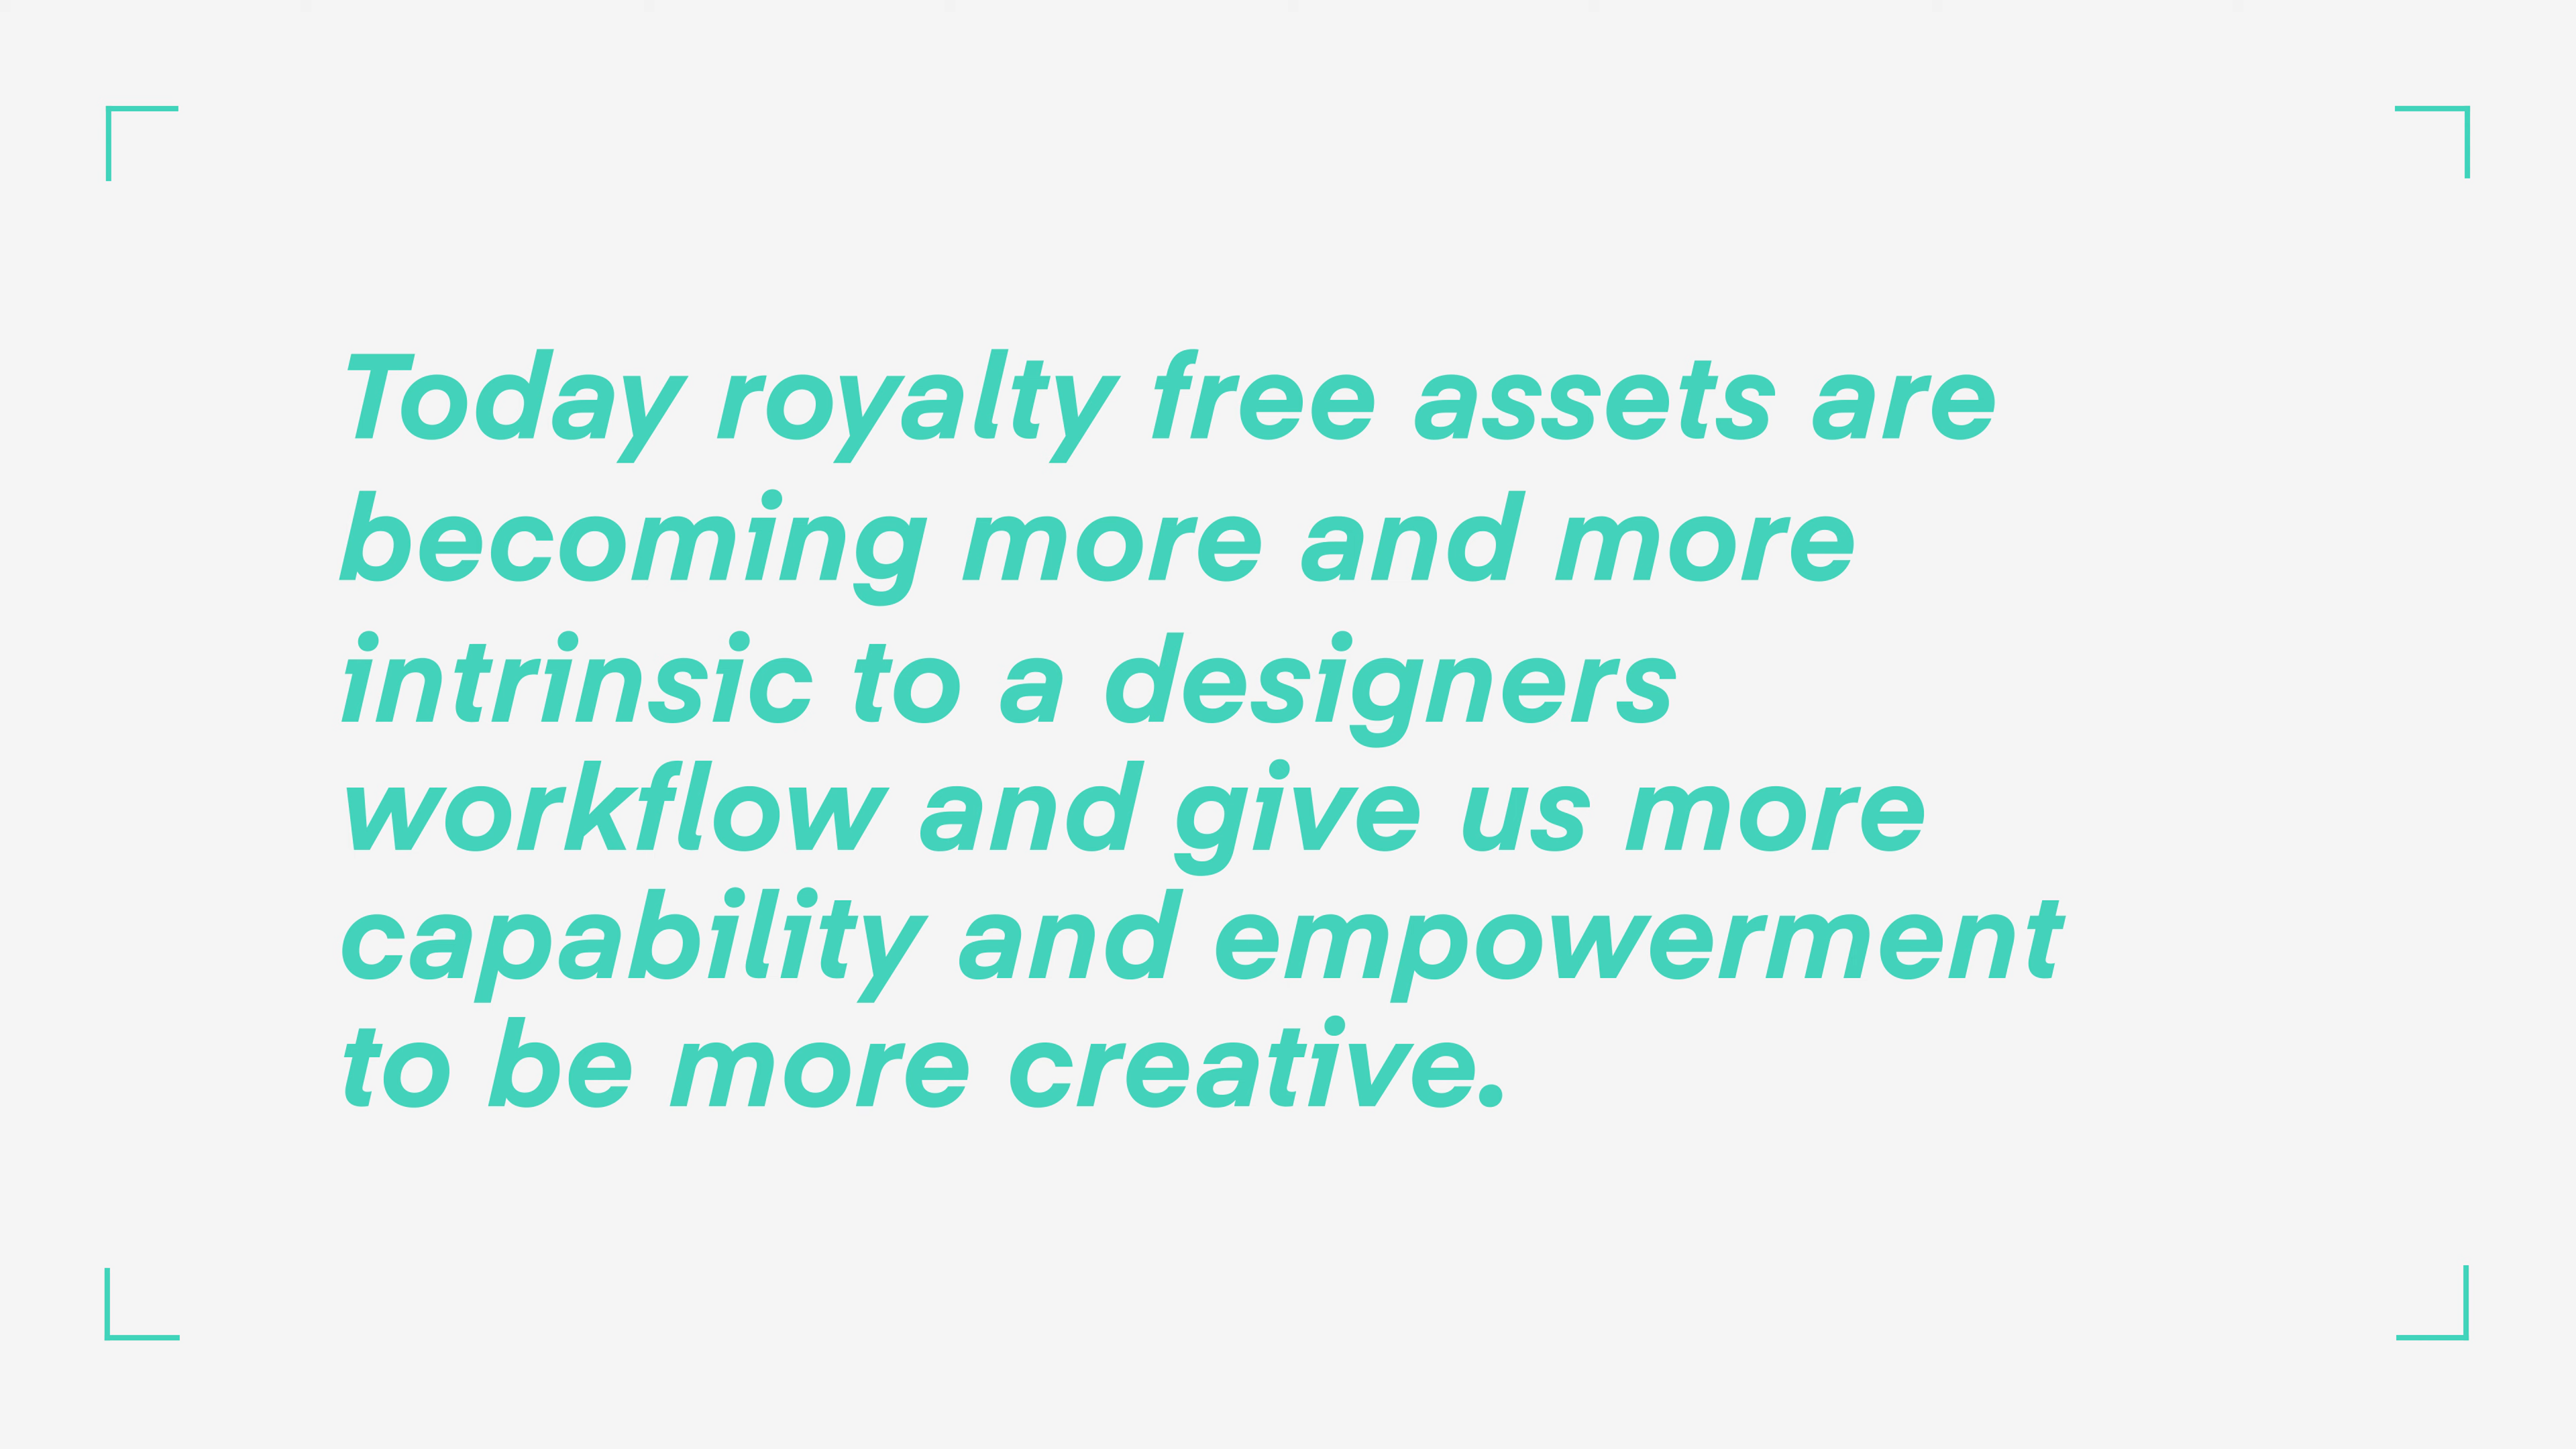 Today royalty free assets are
becoming more and more
intrinsic to a designers
workflow and give us more
capability and empowerment
to be more creative.